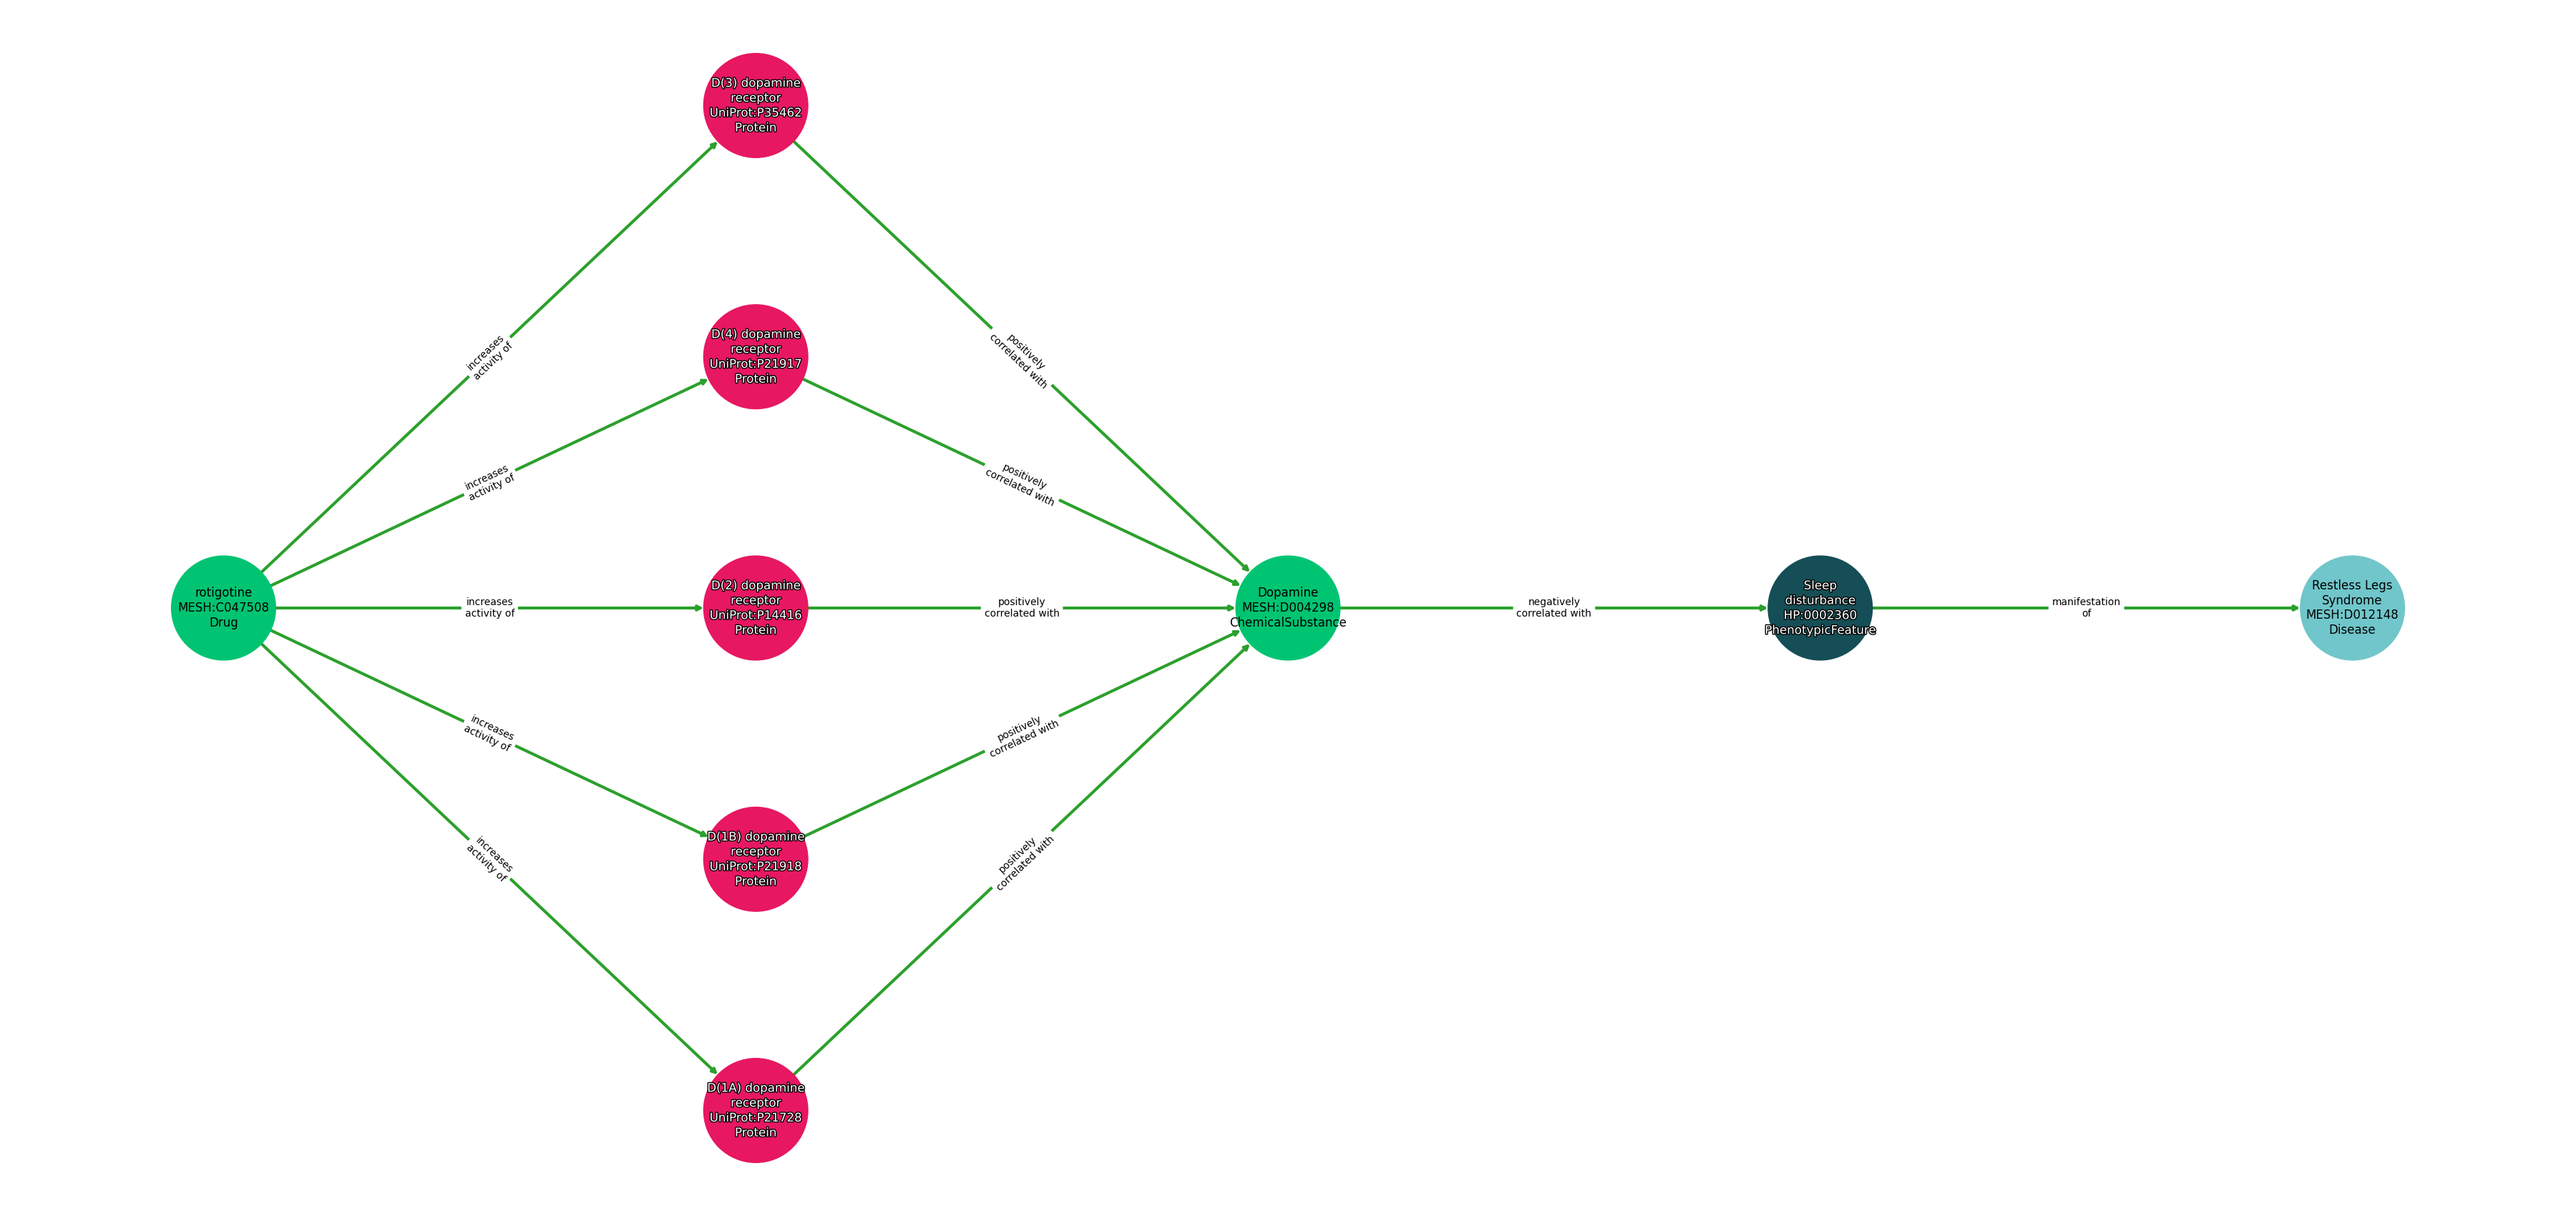 D(3) dopamine
receptor
UniProt:P35462
Protein
D(4) dopamine
receptor
UniProt:P21917
Protein
increases
activity of
positively
correlated with
increases
activity of
positively
correlated with
rotigotine
MESH:C047508
Drug
increases
activity of
D(2) dopamine
receptor
UniProt:P14416
Protein
positively
correlated with
Dopamine
MESH:D004298
ChemicalSubstance
negatively
correlated with
Sleep
disturbance
HP:0002360
PhenotypicFeature
manifestation
of
Restless Legs
Syndrome
MESH:D012148
Disease
increases
activity of
positively
correlated with
D(1B) dopamine
receptor
UniProt:P21918
Protein
increases
activity of
positively
correlated with
D(1A) dopamine
receptor
UniProt:P21728
Protein